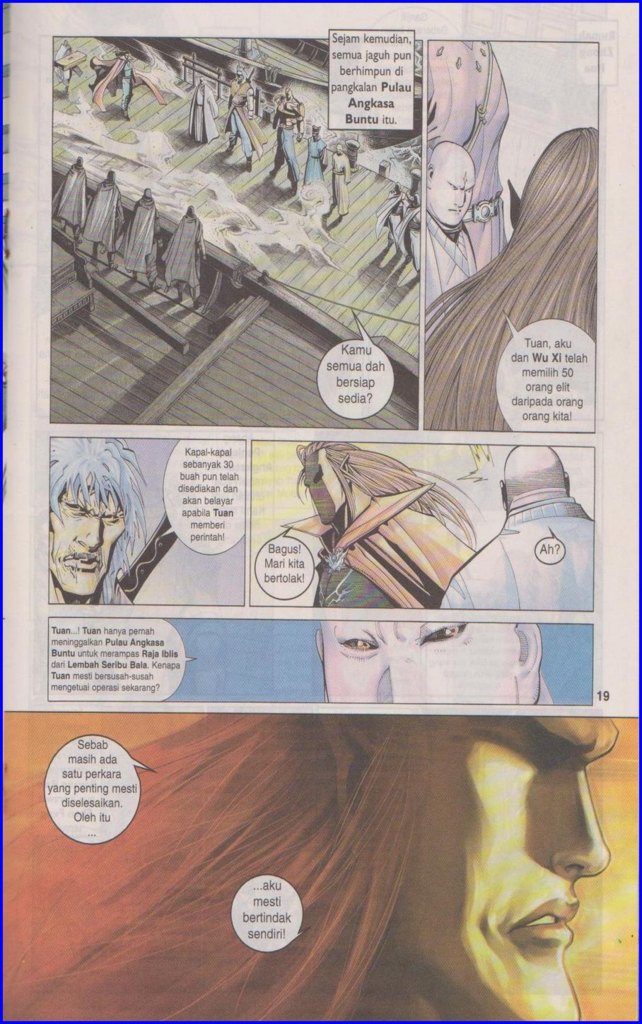 Sejam kemudian,
semua jaguh pun
berhimpun di
pangkalan Pulau
Angkasa
Buntu itu.
Kamu
semua dah
bersiap
sedia?
Tuan, aku
dan Wu Xi telah
memilih 50
orang elit
daripada orang
orang kita!
Kapal-kapal
sebanyak 30
buah pun telah
disediakan dan
akan belayar
apabila Tuan
memberi
perintah!
Bagus!
Mari kita
bertolak!
Ah?
Tuan...! Tuan hanya pernah
meninggalkan Pulau Angkasa
Buntu untuk merampas Raja Iblis
dari Lembah Seribu Bala. Kenapa
Tuan mesti bersusah-susah
mengetuai operasi sekarang?
19
Sebab
masih ada
satu perkara
yang penting mesti
diselesaikan.
Oleh itu
...
...aku
mesti
bertindak
sendiri!